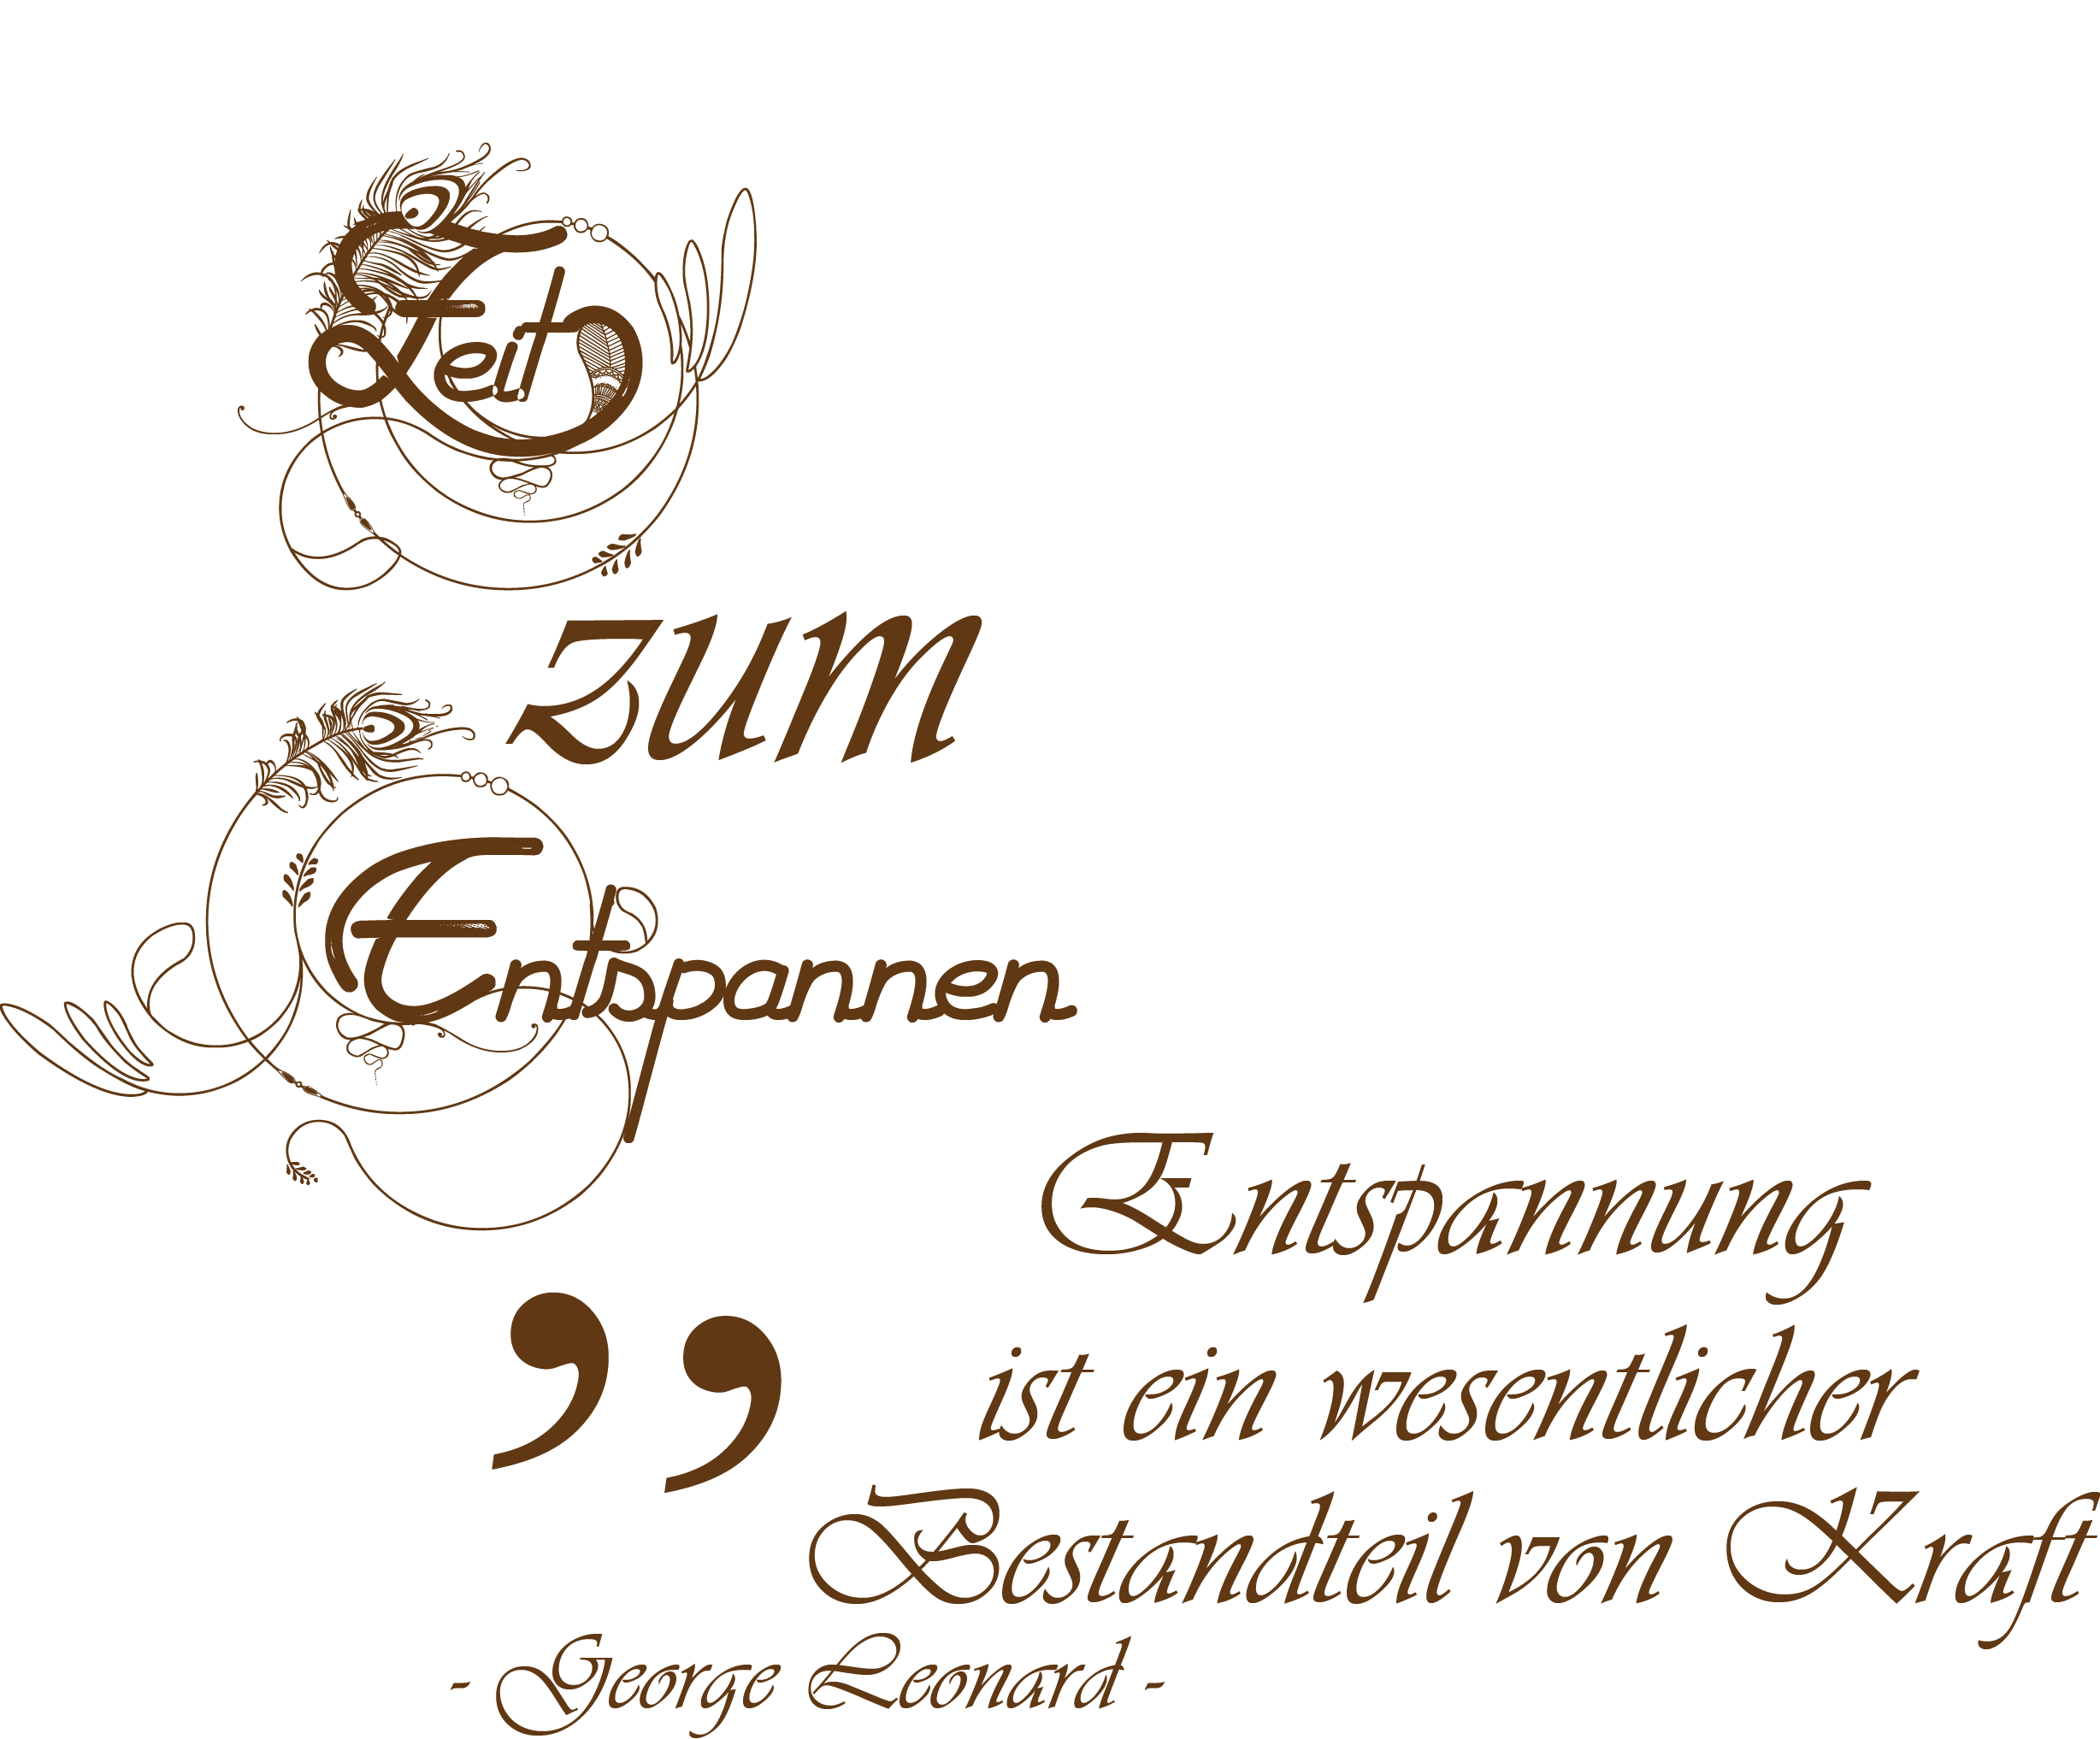 Zeit
zum
Entspannen
Entspannung
„ ist ein wesentlicher
Bestandteil von Kraft
- George Leonard -